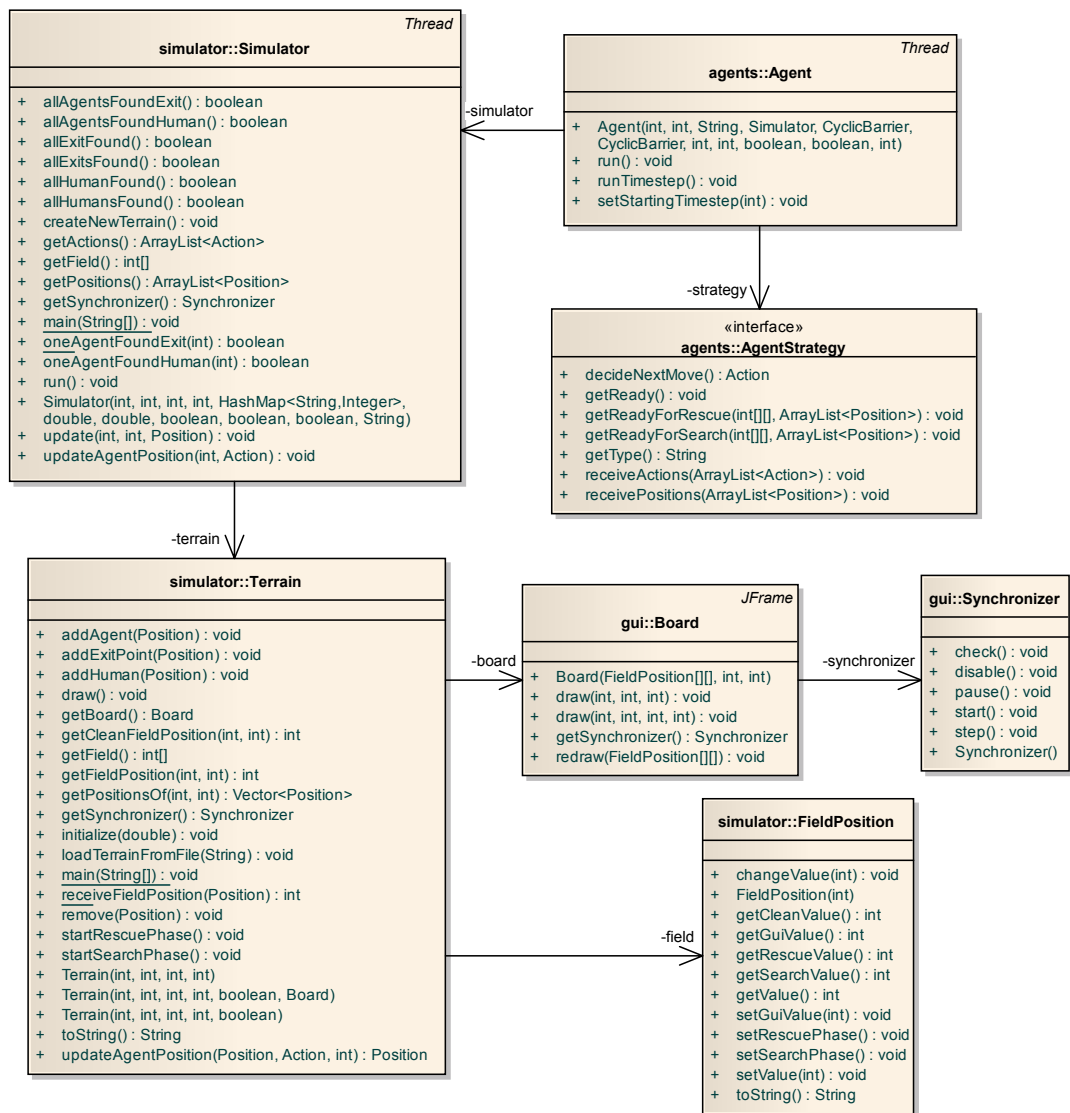 Thread
simulator::Simulator
+ allAgentsFoundExit() : boolean
+ allAgentsFoundHuman() : boolean
+ allExitFound() : boolean
+ allExitsFound() : boolean
+ allHumanFound() : boolean
+ allHumansFound() : boolean
+ createNewTerrain() : void
+ getActions() : ArrayList<Action>
+ getField() : int[]
+ getPositions() : ArrayList<Position>
+ getSynchronizer() : Synchronizer
+ main(String[]) : void
+ oneAgentFoundExit(int) : boolean
+ oneAgentFoundHuman(int) : boolean
+ run() : void
+ Simulator(int, int, int, int, HashMap<String,Integer>,
double, double, boolean, boolean, boolean, String)
+ update(int, int, Position) : void
+ updateAgentPosition(int, Action) : void
-simulator
Thread
agents::Agent
+ Agent(int, int, String, Simulator, CyclicBarrier,
CyclicBarrier, int, int, boolean, boolean, int)
+ run() : void
+ runTimestep() : void
+ setStartingTimestep(int) : void
-strategy
«interface»
agents::AgentStrategy
+ decideNextMove() : Action
+ getReady() : void
+ getReadyForRescue(int[][], ArrayList<Position>) : void
+ getReadyForSearch(int[][], ArrayList<Position>) : void
+ getType() : String
+ receiveActions(ArrayList<Action>) : void
+ receivePositions(ArrayList<Position>) : void
-terrain
simulator::Terrain
+ addAgent(Position) : void
+ addExitPoint(Position) : void
+ addHuman(Position) : void
+ draw() : void
+ getBoard() : Board
+ getCleanFieldPosition(int, int) : int
+ getField() : int[]
+ getFieldPosition(int, int) : int
+ getPositionsOf(int, int) : Vector<Position>
+ getSynchronizer() : Synchronizer
+ initialize(double) : void
+ loadTerrainFromFile(String) : void
+ main(String[]) : void
+ receiveFieldPosition(Position) : int
+ remove(Position) : void
+ startRescuePhase() : void
+ startSearchPhase() : void
+ Terrain(int, int, int, int)
+ Terrain(int, int, int, int, boolean, Board)
+ Terrain(int, int, int, int, boolean)
+ toString() : String
+ updateAgentPosition(Position, Action, int) : Position
-board
JFrame
gui::Board
+ Board(FieldPosition[][], int, int)
+ draw(int, int, int) : void
+ draw(int, int, int, int) : void
+ getSynchronizer() : Synchronizer
+ redraw(FieldPosition[][]) : void
-synchronizer
gui::Synchronizer
+ check() : void
+ disable() : void
+ pause() : void
+ start() : void
+ step() : void
+ Synchronizer()
-field
simulator::FieldPosition
+ changeValue(int) : void
+ FieldPosition(int)
+ getCleanValue() : int
+ getGuiValue() : int
+ getRescueValue() : int
+ getSearchValue() : int
+ getValue() : int
+ setGuiValue(int) : void
+ setRescuePhase() : void
+ setSearchPhase() : void
+ setValue(int) : void
+ toString() : String